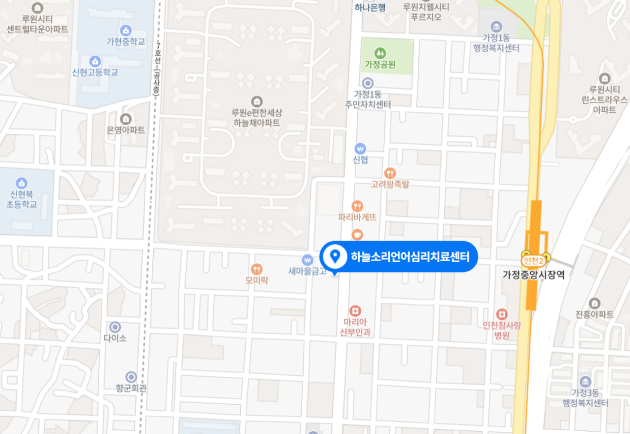 루원시티
센트럴타운아파트
가현중학교
신현고등학교
7호선(공사중)
은영아파트
신현북
초등학교
루원e편한세상
하늘채아파트
하나은행
루원지웰시티
푸르지오
가정1동
행정복지센터
가정공원
가정1동
주민자치센터
루원시티
린스트라우스
아파트
신협
고려왕족발
파리바게뜨
하늘소리언어심리치료센터
새마을금고
모미락
인천2
가정중앙시장역
마리아
산부인과
인천참사랑
병원
진흥아파트
다이소
향군회관
가정3동
행정복지센터